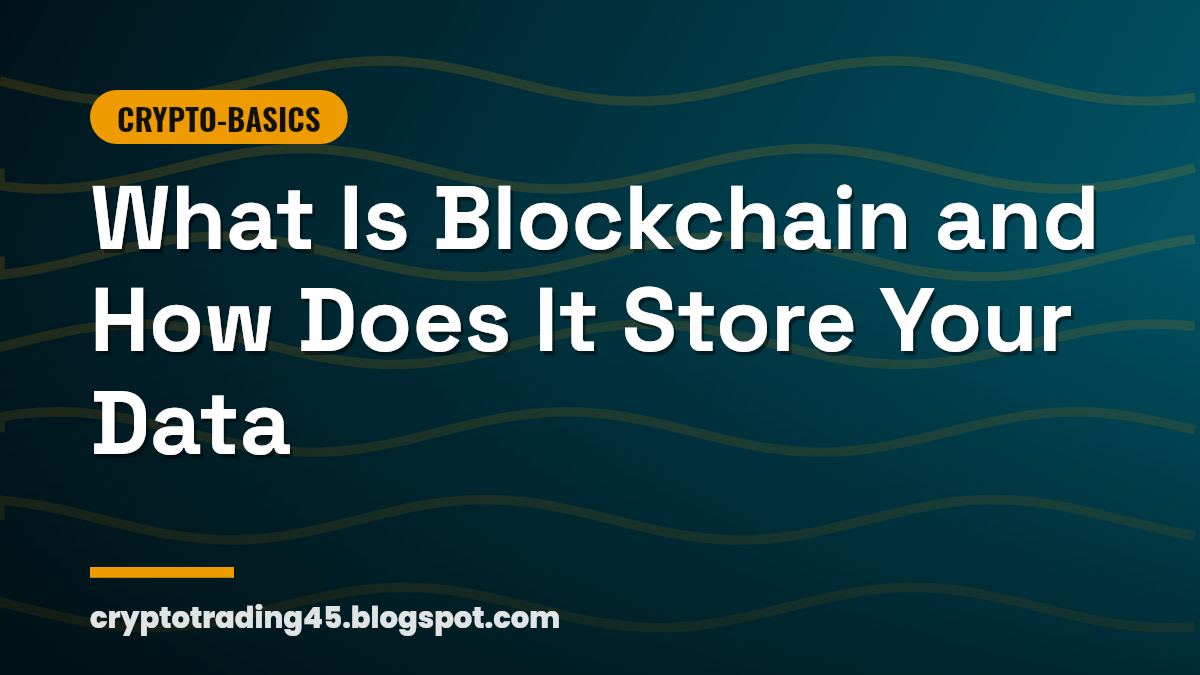 CRYPTO-BASICS
What Is Blockchain and
How Does It Store Your
Data
cryptotrading45.blogspot.com